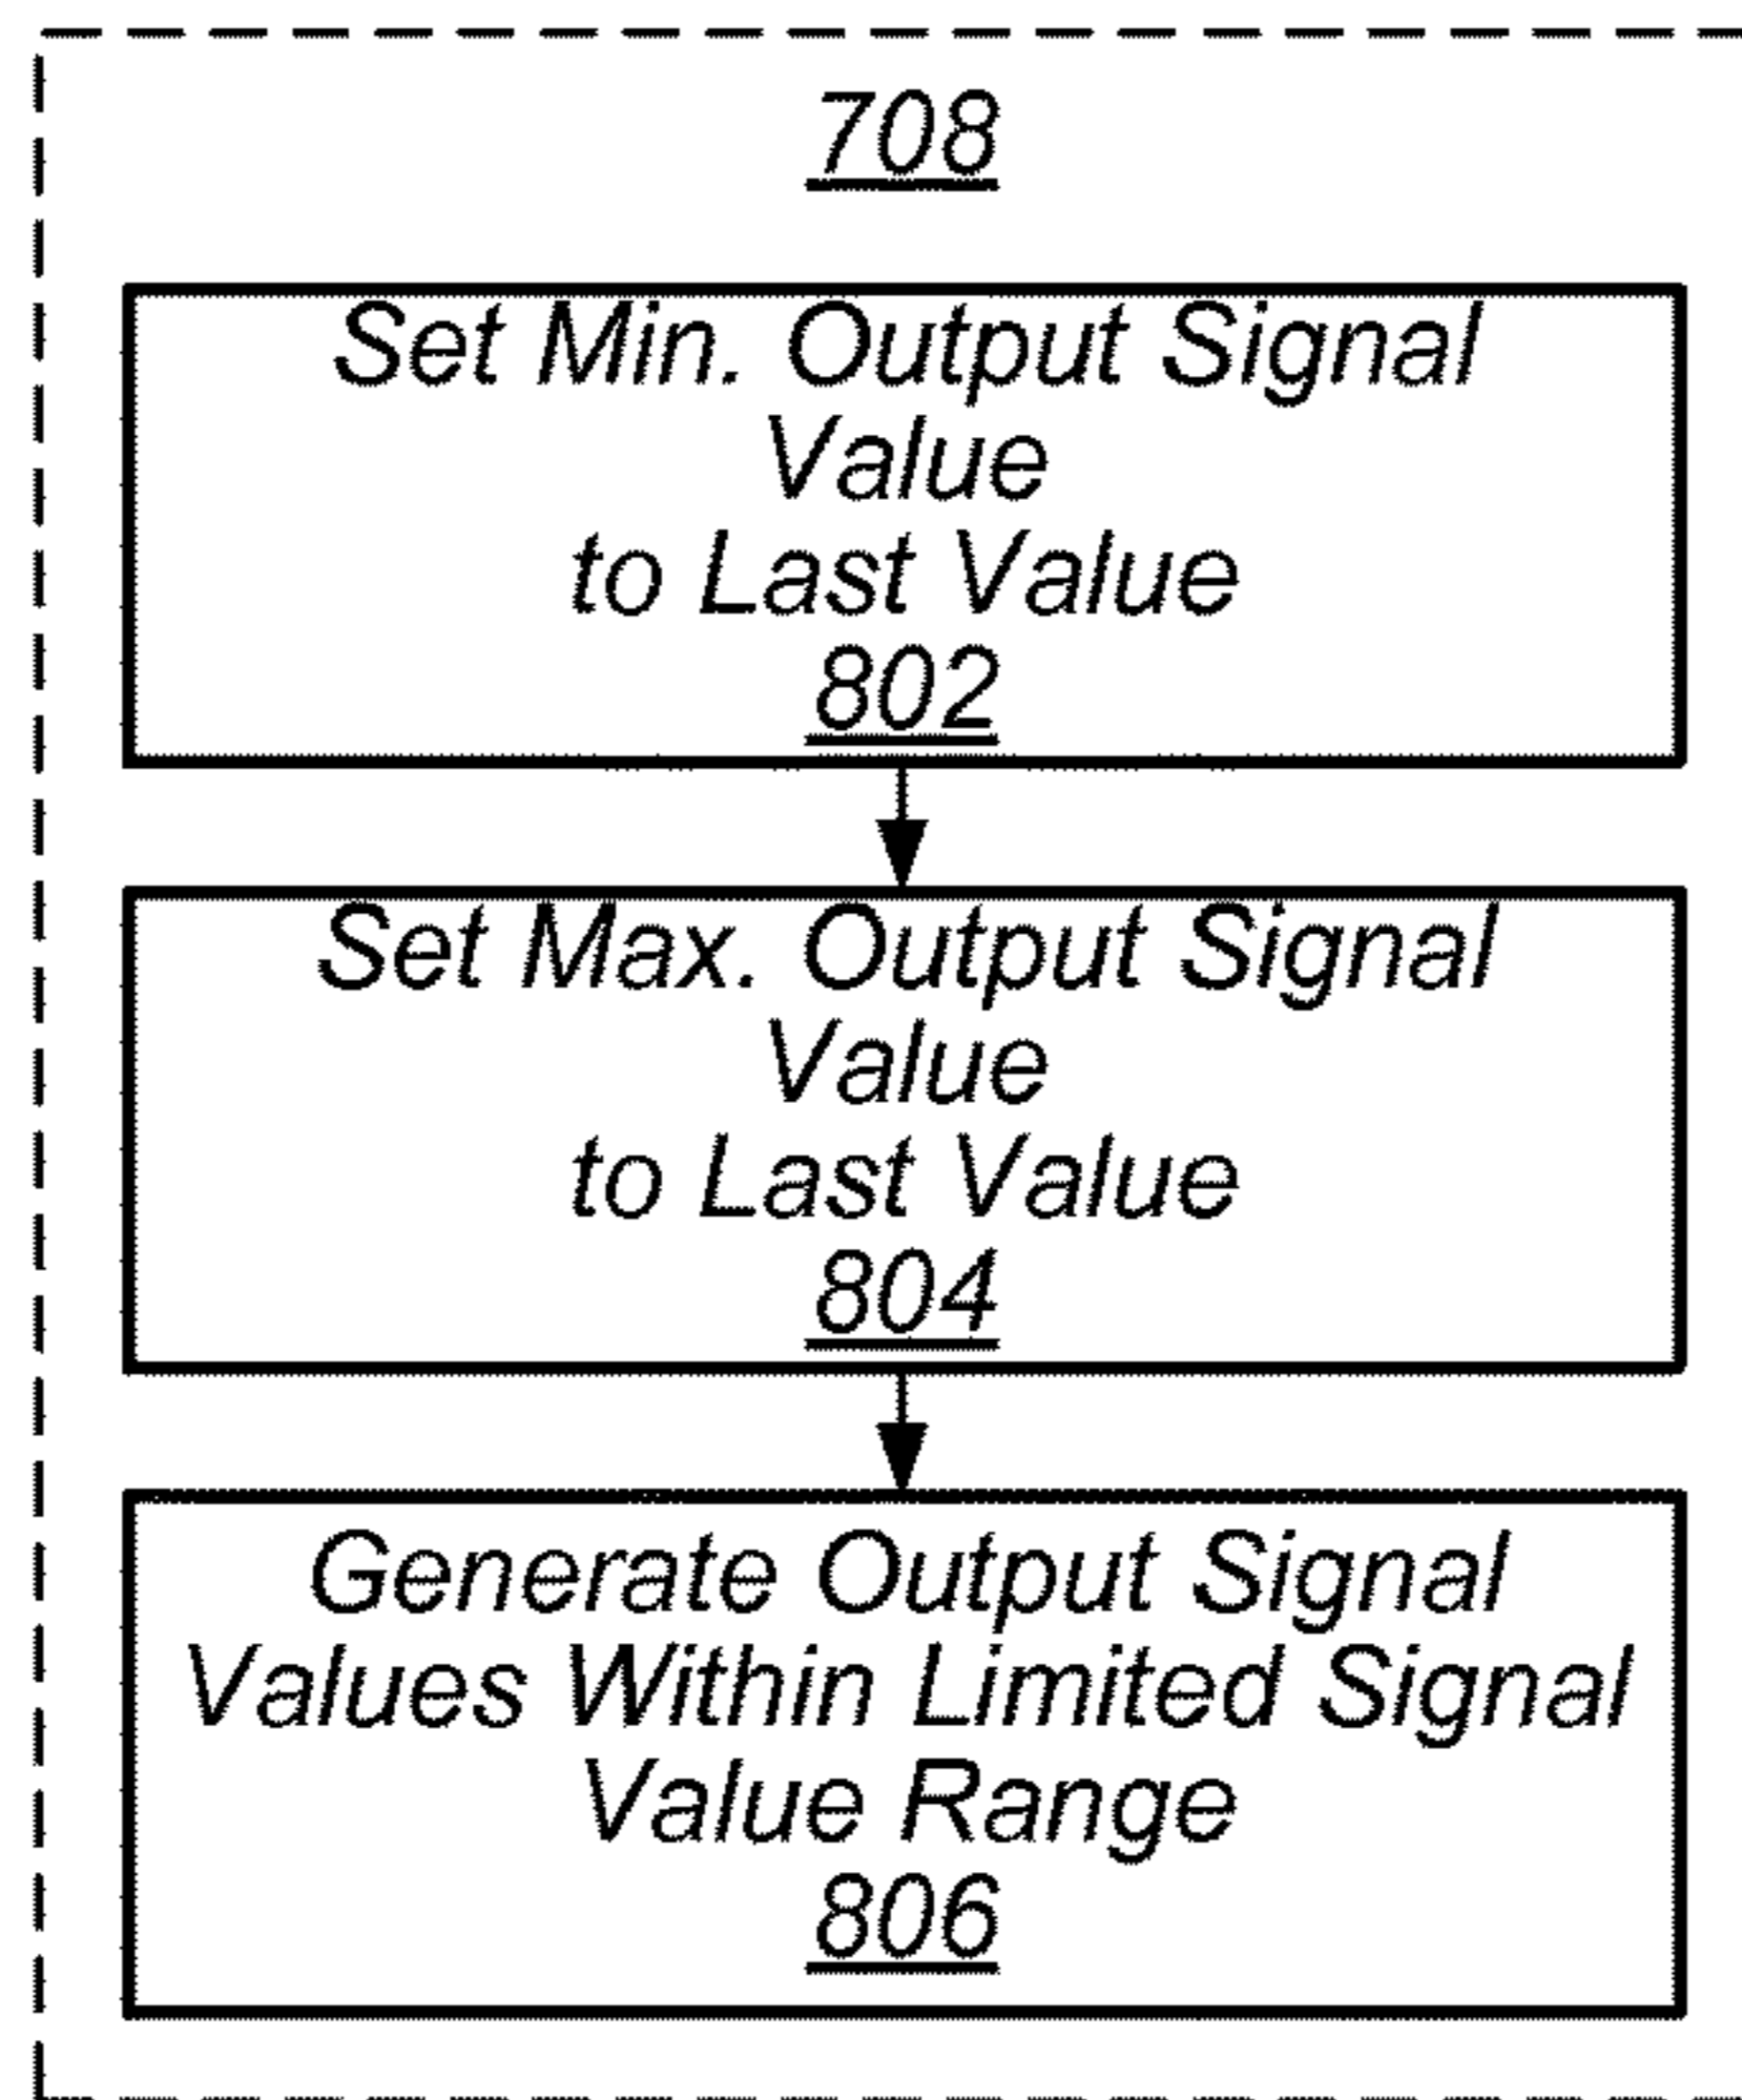 708
Set Min. Output Signal
Value
to Last Value
802
Set Max. Output Signal
Value
to Last Value
804
Generate Output Signal
Values Within Limited Signal
Value Range
806